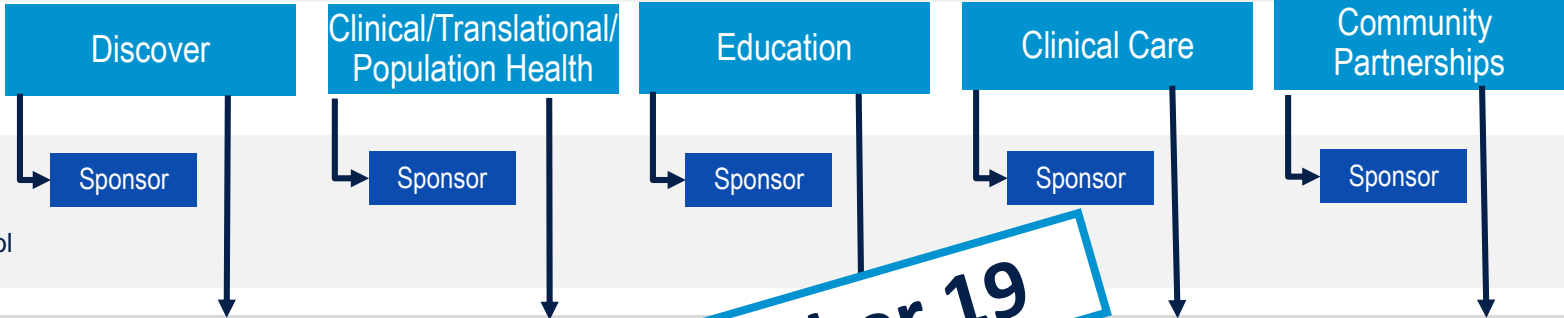 Discover
Clinical/Translational/
Population Health
Education
Clinical Care
Community
Partnerships
Sponsor
Sponsor
Sponsor
Sponsor
Sponsor
19